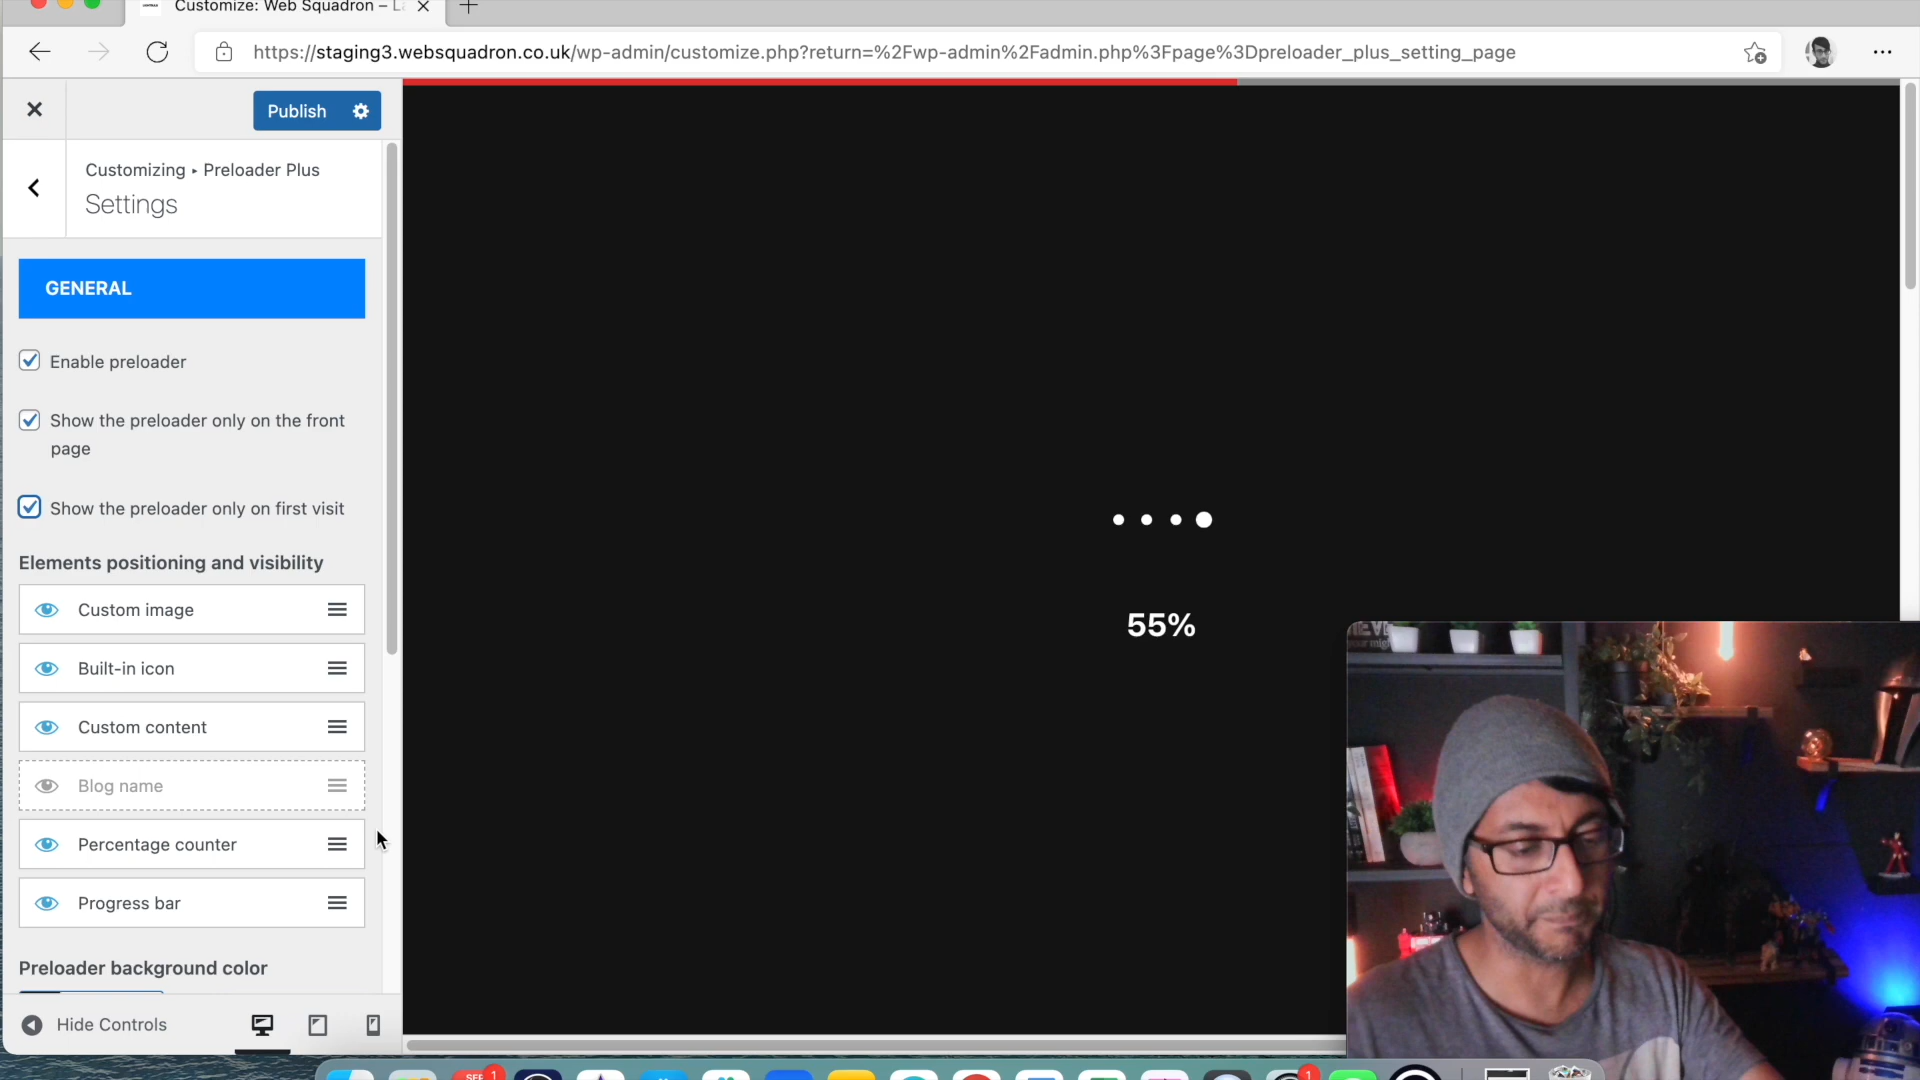 Customize: Web Squadron – L
https://staging3.websquadron.co.uk/wp-admin/customize.php?return=%2Fwp-admin%2Fadmin.php%3Fpage%3Dpreloader_plus_setting_page
Publish
Customizing ▸ Preloader Plus
Settings
GENERAL
Enable preloader
Show the preloader only on the front
page
Show the preloader only on first visit
Elements positioning and visibility
Custom image
Built-in icon
Custom content
Blog name
Percentage counter
Progress bar
Preloader background color
Hide Controls
55%
SEP 1
1